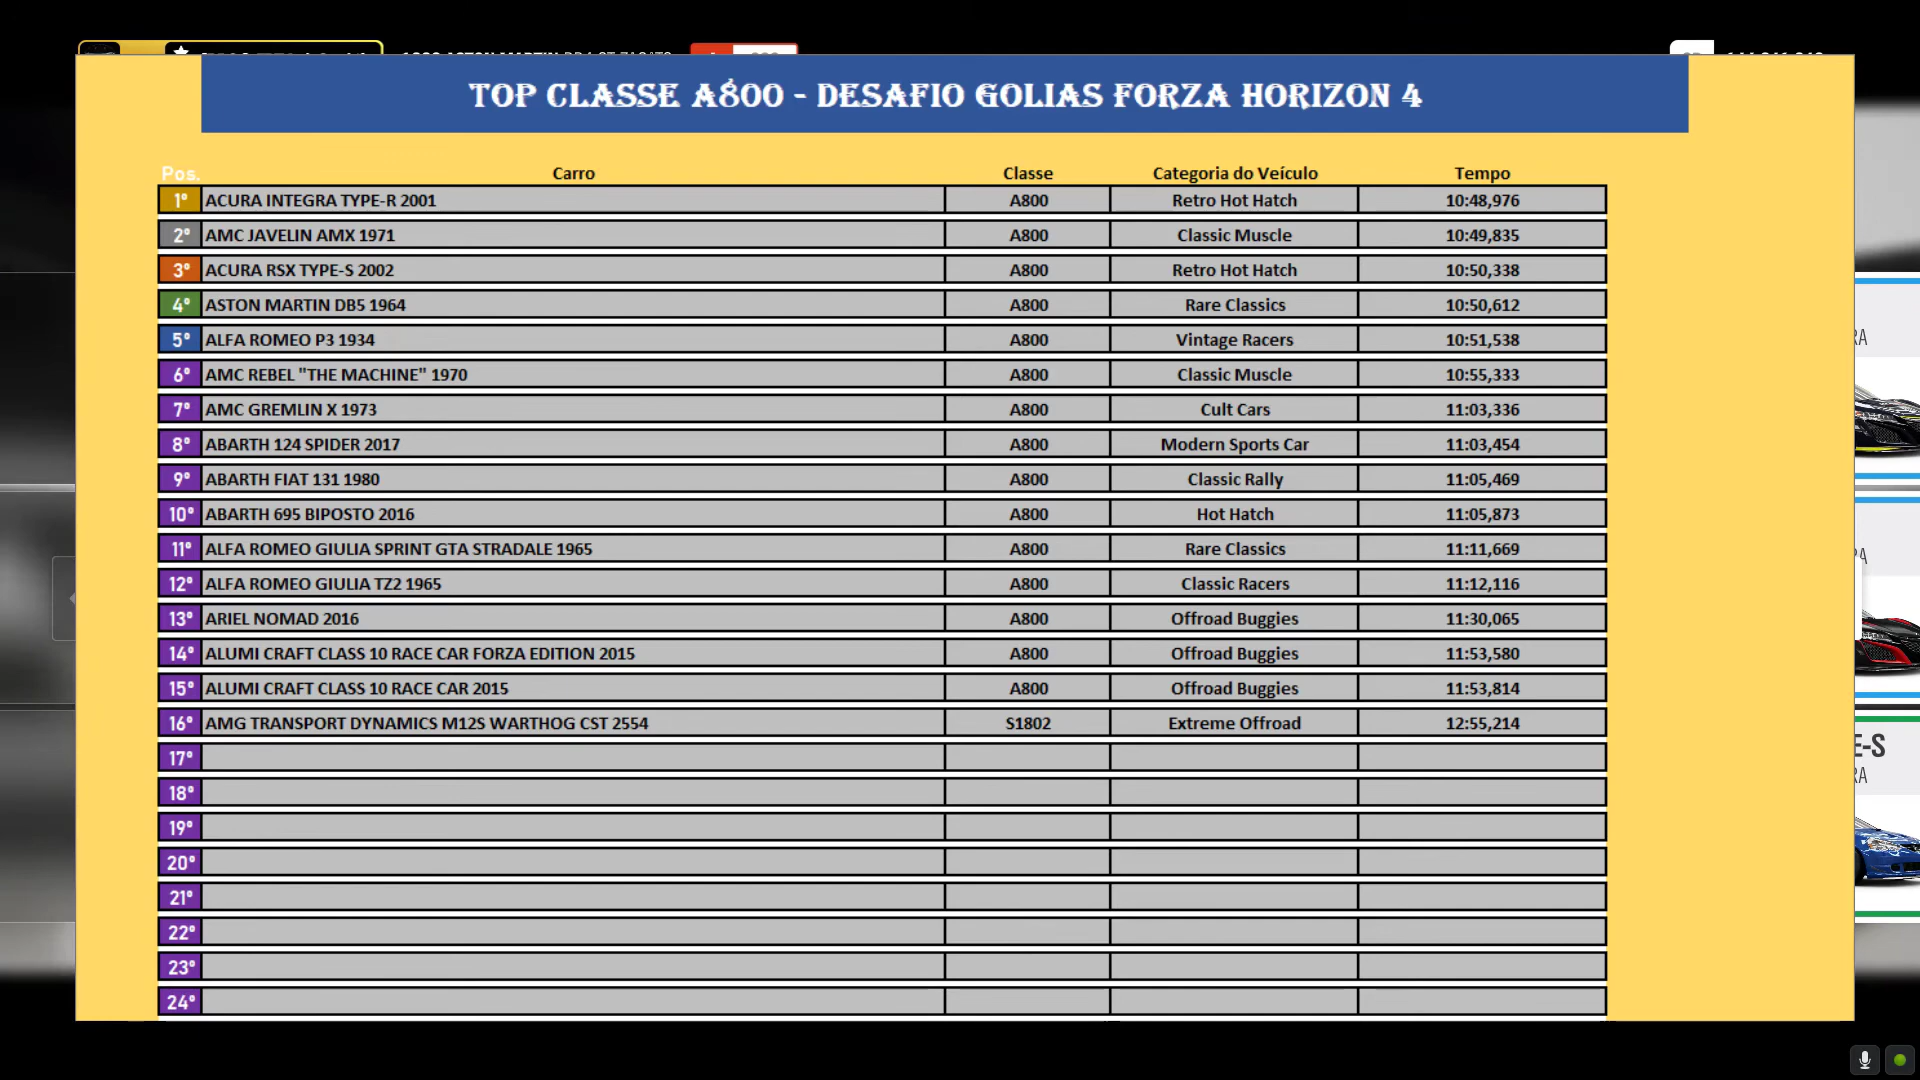 TOP CLASSE A800 - DESAFIO GOLIAS FORZA HORIZON 4
Pos. Carro Classe Categoria do Veículo Tempo
1º ACURA INTEGRA TYPE-R 2001 A800 Retro Hot Hatch 10:48,976
2º AMC JAVELIN AMX 1971 A800 Classic Muscle 10:49,835
3º ACURA RSX TYPE-S 2002 A800 Retro Hot Hatch 10:50,338
4º ASTON MARTIN DB5 1964 A800 Rare Classics 10:50,612
5º ALFA ROMEO P3 1934 A800 Vintage Racers 10:51,538
6º AMC REBEL "THE MACHINE" 1970 A800 Classic Muscle 10:55,333
7º AMC GREMLIN X 1973 A800 Cult Cars 11:03,336
8º ABARTH 124 SPIDER 2017 A800 Modern Sports Car 11:03,454
9º ABARTH FIAT 131 1980 A800 Classic Rally 11:05,469
10º ABARTH 695 BIPOSTO 2016 A800 Hot Hatch 11:05,873
11º ALFA ROMEO GIULIA SPRINT GTA STRADALE 1965 A800 Rare Classics 11:11,669
12º ALFA ROMEO GIULIA TZ2 1965 A800 Classic Racers 11:12,116
13º ARIEL NOMAD 2016 A800 Offroad Buggies 11:30,065
14º ALUMI CRAFT CLASS 10 RACE CAR FORZA EDITION 2015 A800 Offroad Buggies 11:53,580
15º ALUMI CRAFT CLASS 10 RACE CAR 2015 A800 Offroad Buggies 11:53,814
16º AMG TRANSPORT DYNAMICS M12S WARTHOG CST 2554 S1802 Extreme Offroad 12:55,214
17º
18º
19º
20º
21º
22º
23º
24º
E-S